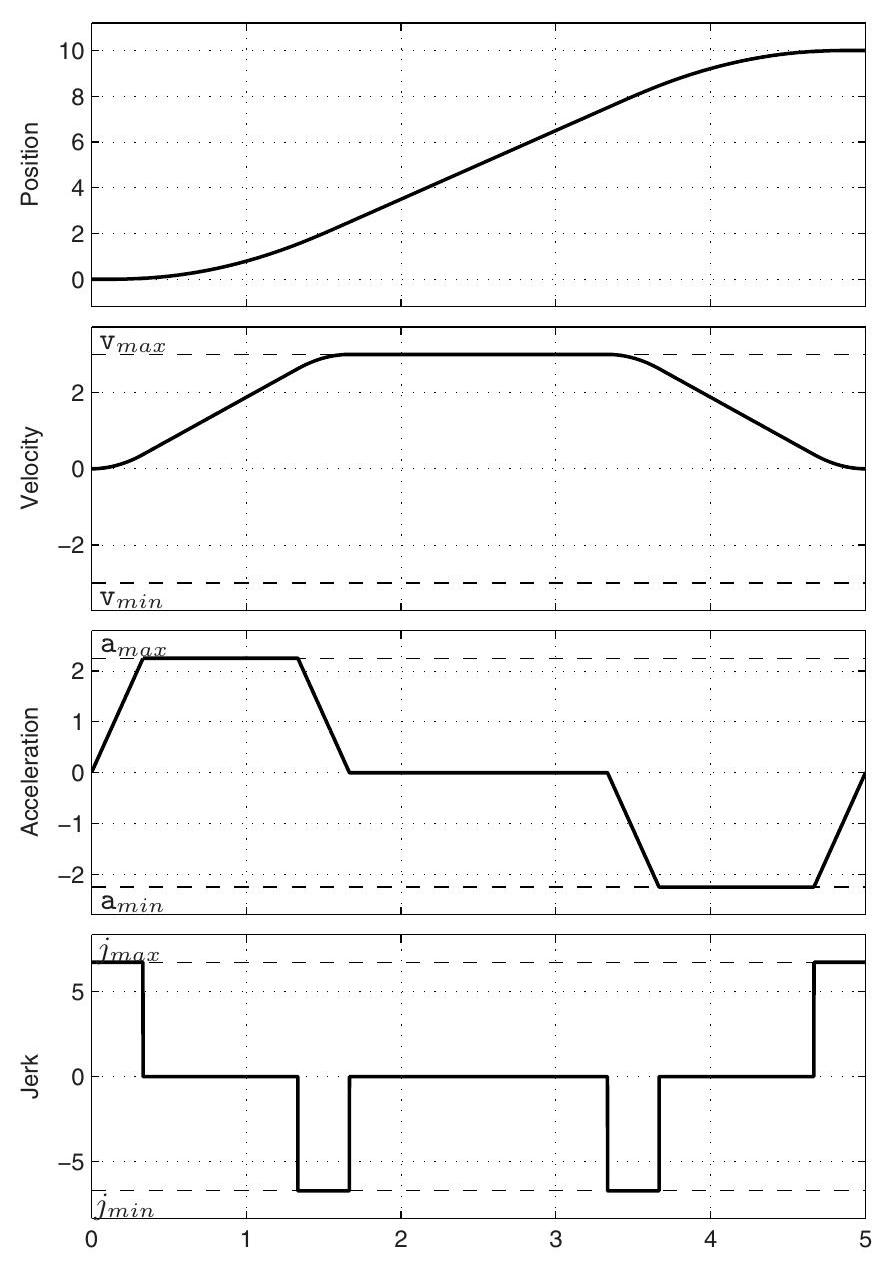 10
8
6
4
2
0
Position
v_max
2
0
−2
Velocity
v_min
a_max
2
1
0
−1
−2
Acceleration
a_min
j_max
5
0
−5
Jerk
j_min
0 1 2 3 4 5